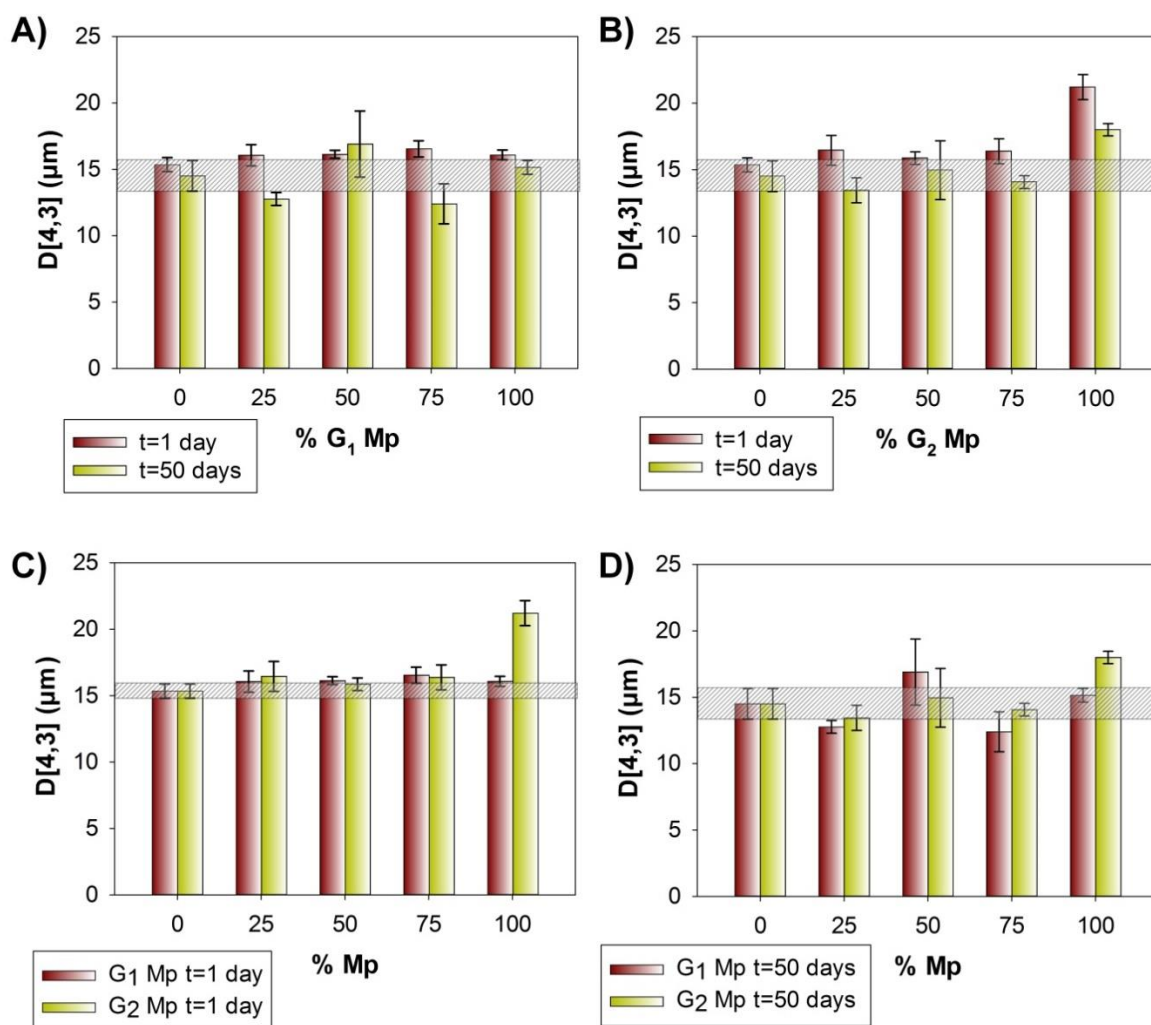 A)
D[4,3] (µm)
25
20
15
10
5
0
0 25 50 75 100
% G₁ Mp
t=1 day
t=50 days
B)
D[4,3] (µm)
25
20
15
10
5
0
0 25 50 75 100
% G₂ Mp
t=1 day
t=50 days
C)
D[4,3] (µm)
25
20
15
10
5
0
0 25 50 75 100
% Mp
G₁ Mp t=1 day
G₂ Mp t=1 day
D)
D[4,3] (µm)
25
20
15
10
5
0
0 25 50 75 100
% Mp
G₁ Mp t=50 days
G₂ Mp t=50 days